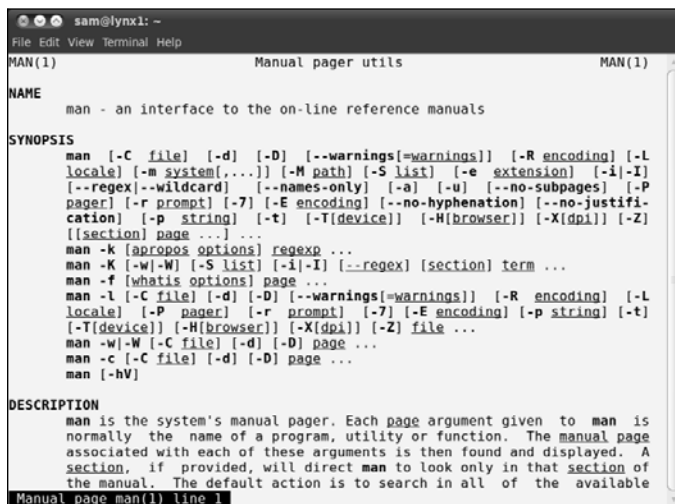 sam@lynx1: ~
File Edit View Terminal Help
MAN(1) Manual pager utils MAN(1)
NAME
man - an interface to the on-line reference manuals
SYNOPSIS
man [-C file] [-d] [-D] [--warnings[=warnings]] [-R encoding] [-L
locale] [-m system[,...]] [-M path] [-S list] [-e extension] [-i|-I]
[--regex|--wildcard] [--names-only] [-a] [-u] [--no-subpages] [-P
pager] [-r prompt] [-7] [-E encoding] [--no-hyphenation] [--no-justifi-
cation] [-p string] [-t] [-T[device]] [-H[browser]] [-X[dpi]] [-Z]
[[section] page ...] ...
man -k [apropos options] regexp ...
man -K [-w|-W] [-S list] [-i|-I] [--regex] [section] term ...
man -f [whatis options] page ...
man -l [-C file] [-d] [-D] [--warnings[=warnings]] [-R encoding] [-L
locale] [-P pager] [-r prompt] [-7] [-E encoding] [-p string] [-t]
[-T[device]] [-H[browser]] [-X[dpi]] [-Z] file ...
man -w|-W [-C file] [-d] [-D] page ...
man -c [-C file] [-d] [-D] page ...
man [-hV]
DESCRIPTION
man is the system's manual pager. Each page argument given to man is
normally the name of a program, utility or function. The manual page
associated with each of these arguments is then found and displayed. A
section, if provided, will direct man to look only in that section of
the manual. The default action is to search in all of the available
Manual page man(1) line 1